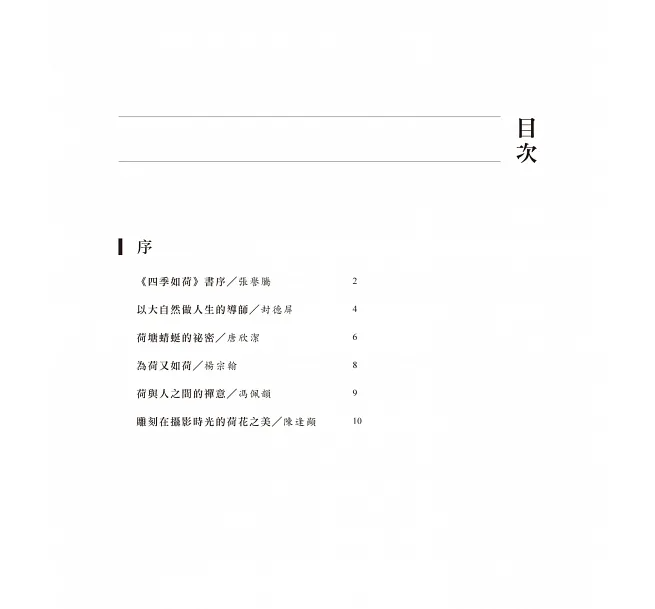 目次
序
《四季如荷》書序／張譽騰 2
以大自然做人生的導師／封德屏 4
荷塘蜻蜓的祕密／唐欣潔 6
為荷又如荷／楊宗翰 8
荷與人之間的禪意／馮佩韻 9
雕刻在攝影時光的荷花之美／陳逢顯 10